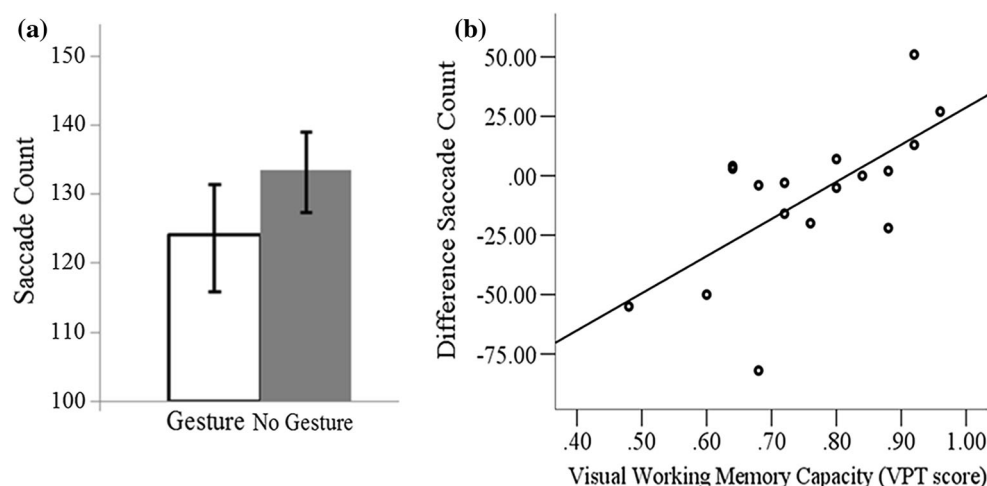 (a)
Saccade Count
150
140
130
120
110
100
Gesture No Gesture
(b)
Difference Saccade Count
50.00
25.00
.00
-25.00
-50.00
-75.00
.40 .50 .60 .70 .80 .90 1.00
Visual Working Memory Capacity (VPT score)